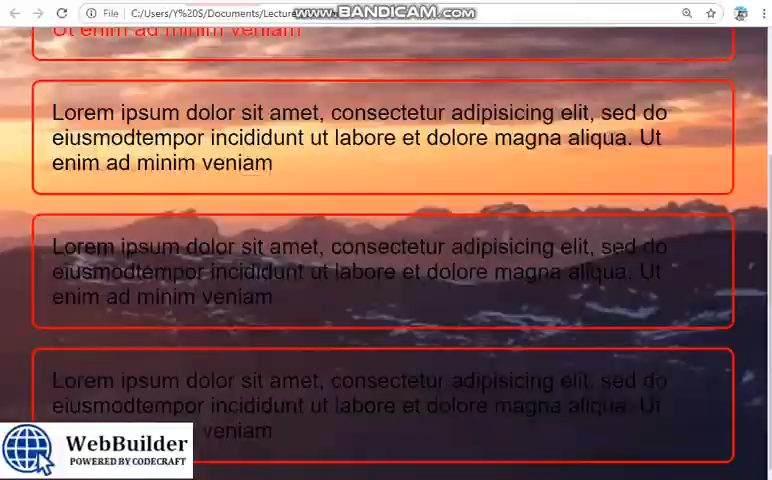 File
C:/Users/Y%20S/Documents/Lecture
WWW.BANDICAM.COM
Ut enim ad minim veniam
Lorem ipsum dolor sit amet, consectetur adipisicing elit, sed do
eiusmodtempor incididunt ut labore et dolore magna aliqua. Ut
enim ad minim veniam
Lorem ipsum dolor sit amet, consectetur adipisicing elit, sed do
eiusmodtempor incididunt ut labore et dolore magna aliqua. Ut
enim ad minim veniam
Lorem ipsum dolor sit amet, consectetur adipisicing elit, sed do
eiusmodtempor incididunt ut labore et dolore magna aliqua. Ut
veniam
WebBuilder
POWERED BY CODECRAFT